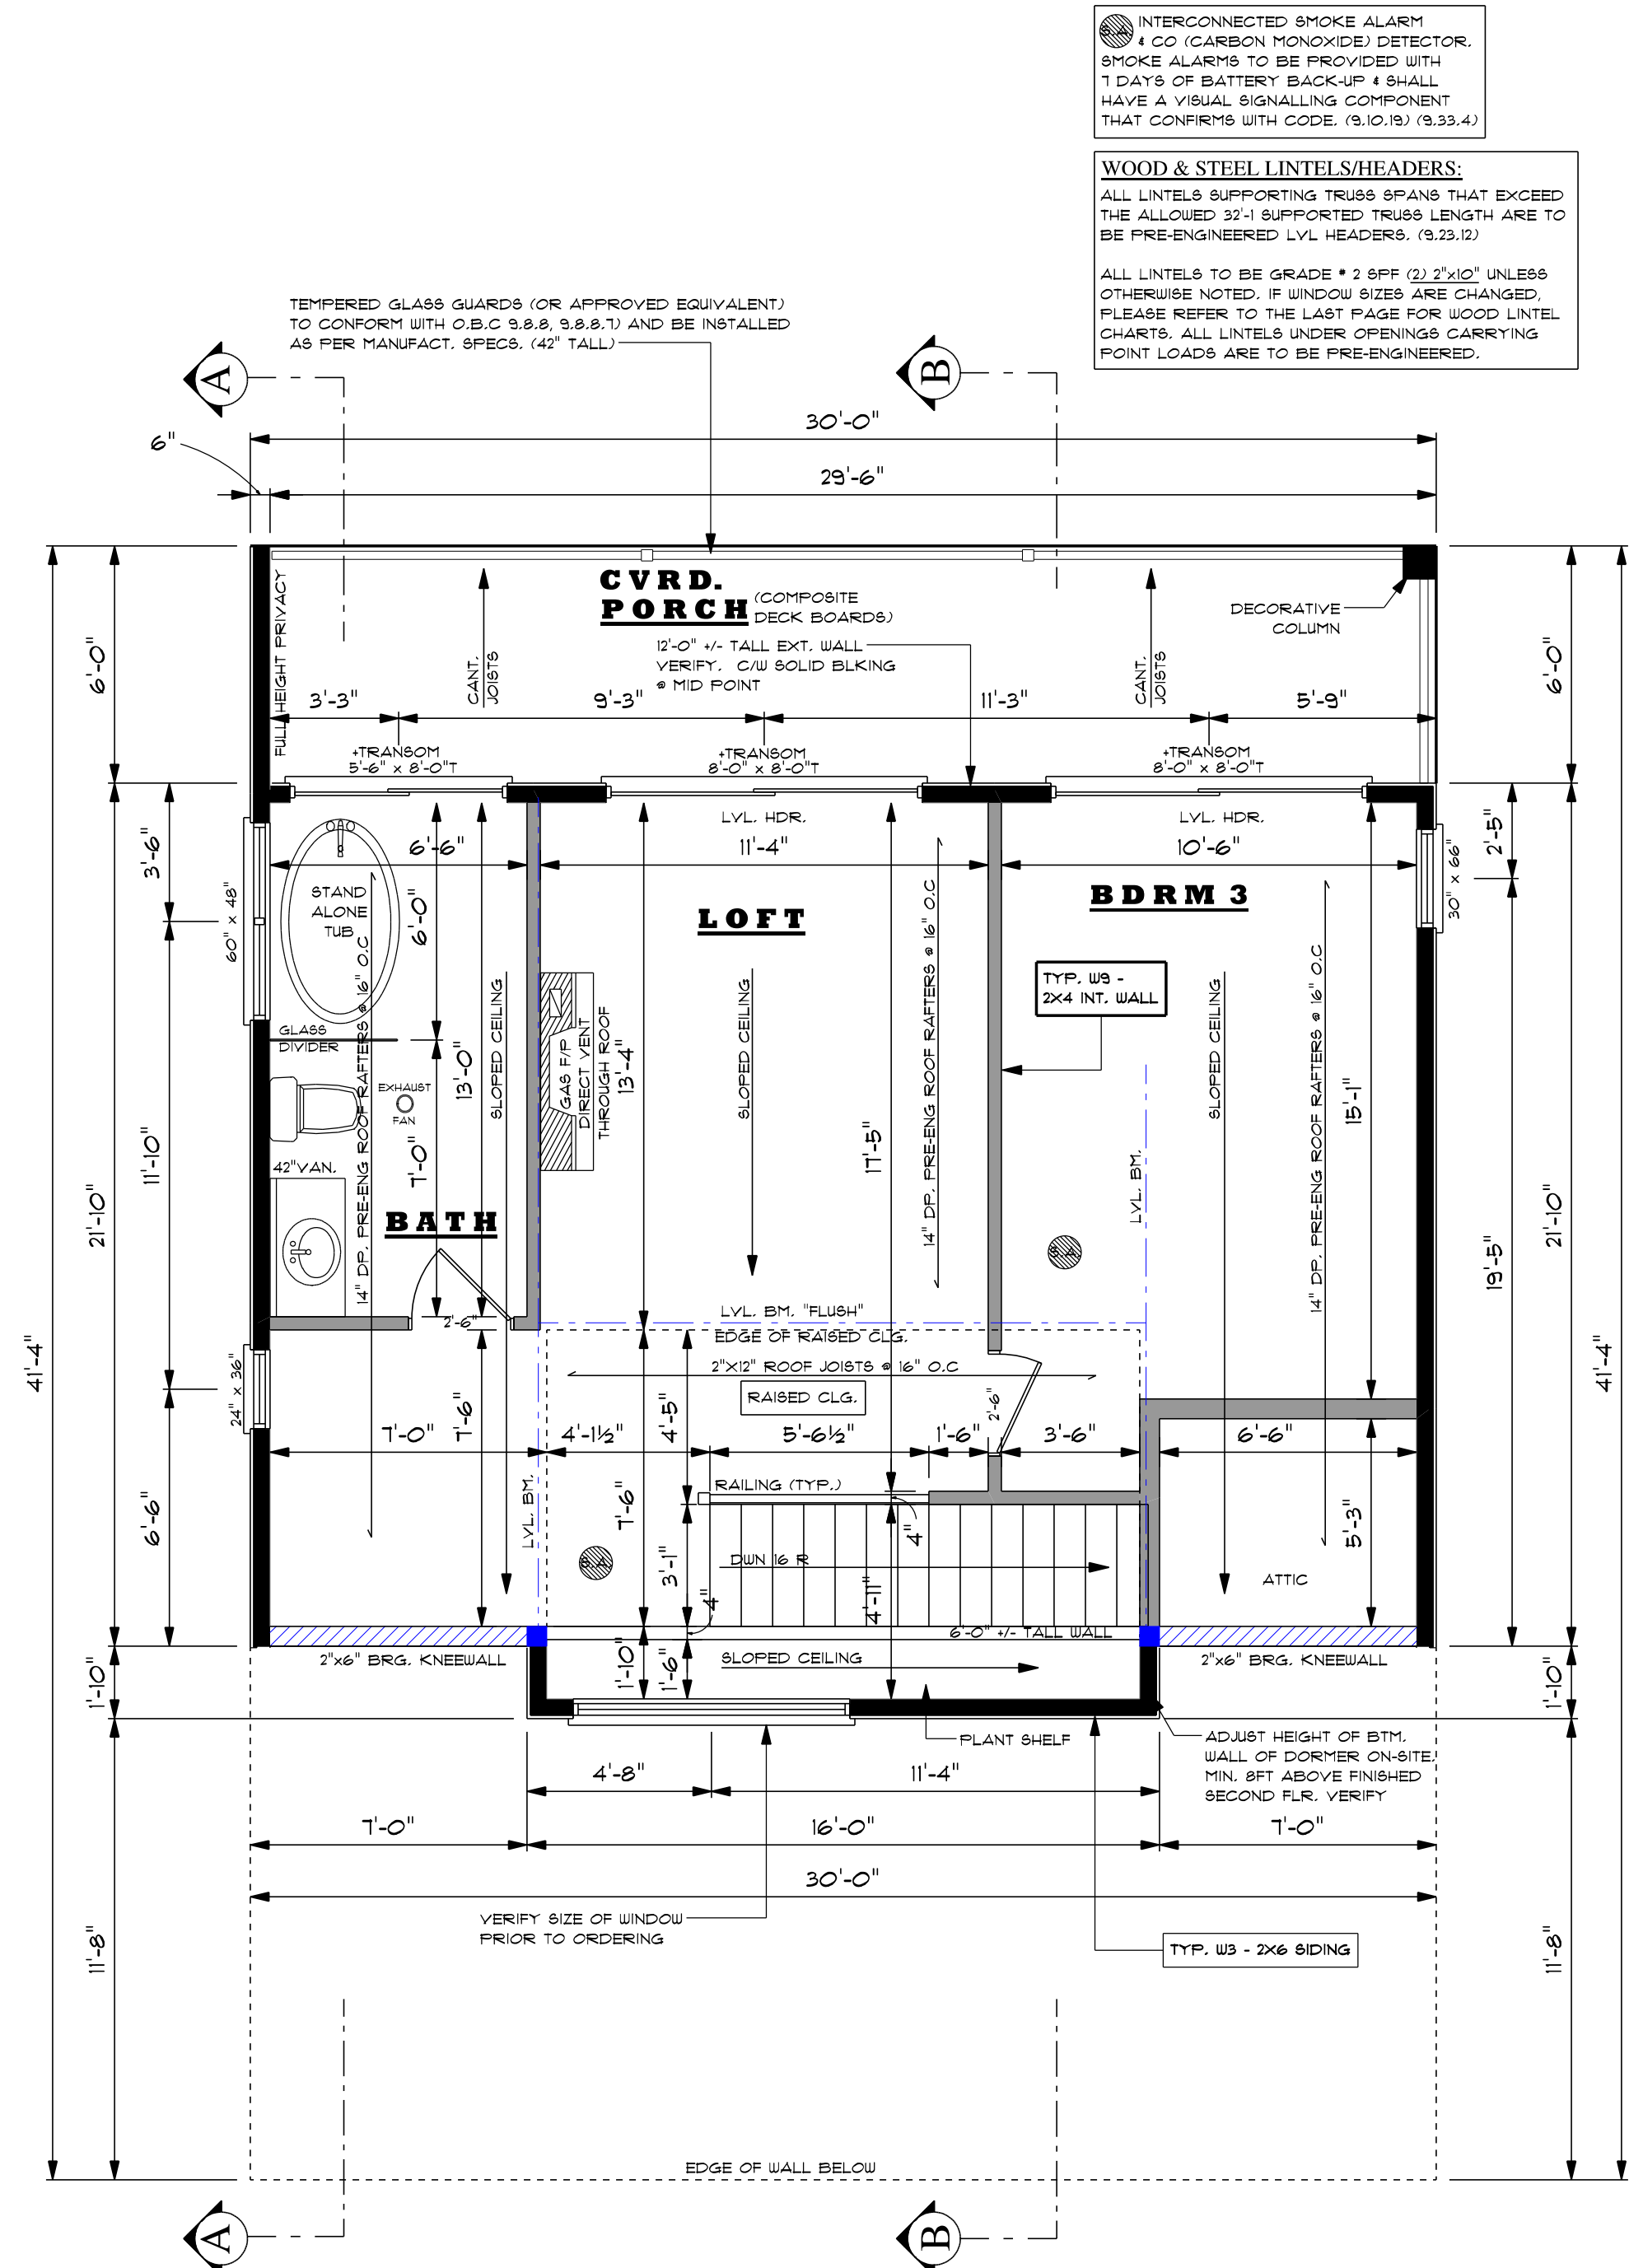 S.A.
INTERCONNECTED SMOKE ALARM
& CO (CARBON MONOXIDE) DETECTOR.
SMOKE ALARMS TO BE PROVIDED WITH
7 DAYS OF BATTERY BACK-UP & SHALL
HAVE A VISUAL SIGNALLING COMPONENT
THAT CONFIRMS WITH CODE. (9.10.19) (9.33.4)
WOOD & STEEL LINTELS/HEADERS:
ALL LINTELS SUPPORTING TRUSS SPANS THAT EXCEED
THE ALLOWED 32'-1 SUPPORTED TRUSS LENGTH ARE TO
BE PRE-ENGINEERED LVL HEADERS. (9.23.12)
ALL LINTELS TO BE GRADE # 2 SPF (2) 2"x10" UNLESS
OTHERWISE NOTED. IF WINDOW SIZES ARE CHANGED,
PLEASE REFER TO THE LAST PAGE FOR WOOD LINTEL
CHARTS. ALL LINTELS UNDER OPENINGS CARRYING
POINT LOADS ARE TO BE PRE-ENGINEERED.
TEMPERED GLASS GUARDS (OR APPROVED EQUIVALENT)
TO CONFORM WITH O.B.C 9.8.8, 9.8.8.7) AND BE INSTALLED
AS PER MANUFACT. SPECS. (42" TALL)
A
B
30'-0"
6"
29'-6"
CVRD.
PORCH
(COMPOSITE
DECK BOARDS)
DECORATIVE
COLUMN
12'-0" +/- TALL EXT. WALL
VERIFY. C/W SOLID BLKING
@ MID POINT
FULL HEIGHT PRIVACY
CANT.
JOISTS
CANT.
JOISTS
6'-0"
6'-0"
3'-3"
9'-3"
11'-3"
5'-9"
+TRANSOM
5'-6" x 8'-0"T
+TRANSOM
8'-0" x 8'-0"T
+TRANSOM
8'-0" x 8'-0"T
LVL. HDR.
LVL. HDR.
3'-6"
2'-5"
6'-6"
11'-4"
10'-6"
60" x 48"
30" x 66"
STAND
ALONE
TUB
6'-0"
LOFT
BDRM 3
TYP. W9 -
2X4 INT. WALL
GLASS
DIVIDER
14" DP. PRE-ENG ROOF RAFTERS @ 16" O.C
SLOPED CEILING
13'-0"
GAS F/P
DIRECT VENT
THROUGH ROOF
13'-4"
SLOPED CEILING
17'-5"
14" DP. PRE-ENG ROOF RAFTERS @ 16" O.C
SLOPED CEILING
14" DP. PRE-ENG ROOF RAFTERS @ 16" O.C
15'-1"
EXHAUST
FAN
7'-0"
42"VAN.
BATH
11'-10"
21'-10"
41'-4"
19'-5"
21'-10"
41'-4"
LVL. BM.
S.A.
2'-6"
LVL. BM. "FLUSH"
EDGE OF RAISED CLG.
2"X12" ROOF JOISTS @ 16" O.C
RAISED CLG.
24" x 36"
2'-6"
7'-0"
7'-6"
4'-1½"
4'-5"
5'-6½"
1'-6"
3'-6"
6'-6"
RAILING (TYP.)
LVL. BM.
6'-6"
7'-6"
4"
5'-3"
S.A.
3'-1"
DWN 16 R
4'-11"
4"
ATTIC
6'-0" +/- TALL WALL
2"x6" BRG. KNEEWALL
2"x6" BRG. KNEEWALL
1'-10"
1'-10"
1'-6"
SLOPED CEILING
1'-10"
PLANT SHELF
ADJUST HEIGHT OF BTM.
WALL OF DORMER ON-SITE.
MIN. 8FT ABOVE FINISHED
SECOND FLR. VERIFY
4'-8"
11'-4"
7'-0"
16'-0"
7'-0"
30'-0"
VERIFY SIZE OF WINDOW
PRIOR TO ORDERING
TYP. W3 - 2X6 SIDING
11'-8"
11'-8"
EDGE OF WALL BELOW
A
B